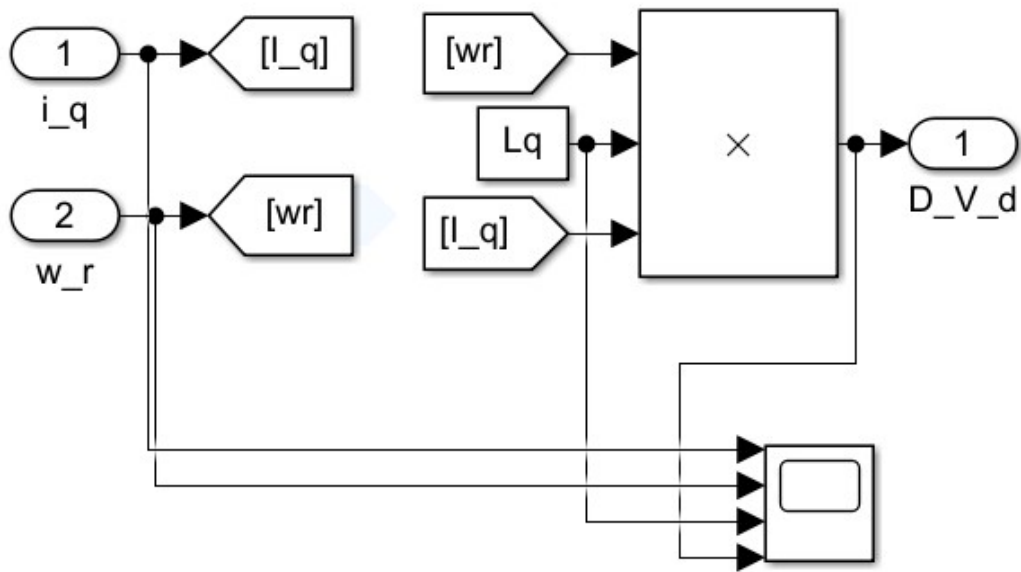 1
[I_q]
i_q
2
[wr]
w_r
[wr]
Lq
[I_q]
×
1
D_V_d